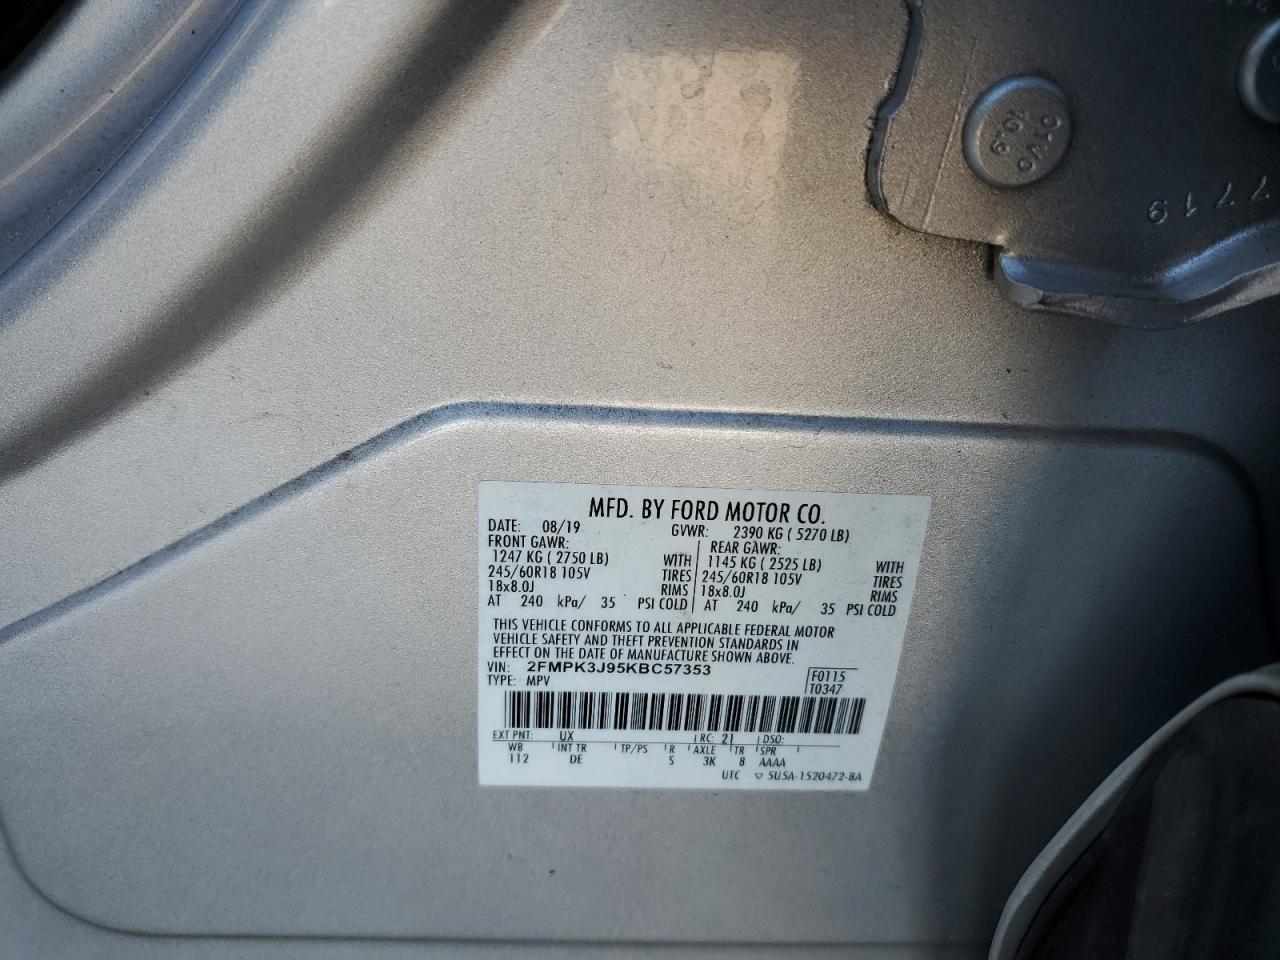 01VO
10.9
7719
MFD. BY FORD MOTOR CO.
DATE: 08/19 GVWR: 2390 KG ( 5270 LB)
FRONT GAWR: REAR GAWR:
1247 KG ( 2750 LB) WITH 1145 KG ( 2525 LB) WITH
245/60R18 105V TIRES 245/60R18 105V TIRES
18x8.0J RIMS 18x8.0J RIMS
AT 240 kPa/ 35 PSI COLD AT 240 kPa/ 35 PSI COLD
THIS VEHICLE CONFORMS TO ALL APPLICABLE FEDERAL MOTOR
VEHICLE SAFETY AND THEFT PREVENTION STANDARDS IN
EFFECT ON THE DATE OF MANUFACTURE SHOWN ABOVE.
VIN: 2FMPK3J95KBC57353 F0115
TYPE: MPV T0347
EXT PNT: UX RC: 21 DSO:
WB INT TR TP/PS R AXLE TR SPR
112 DE S 3K 8 AAAA
UTC ▽ 5U5A-1520472-8A